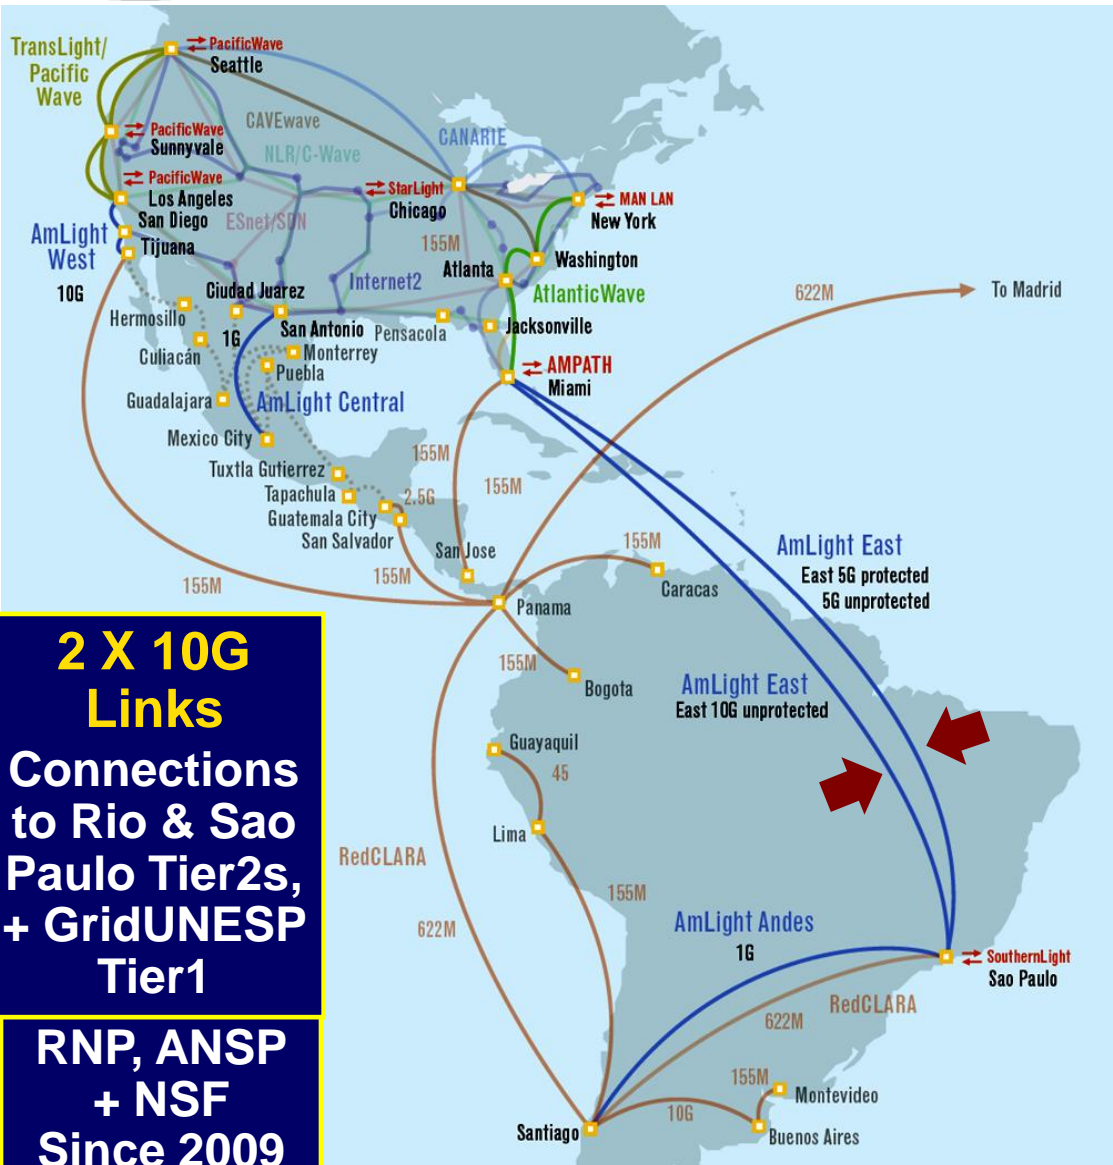 TransLight/
Pacific
Wave
PacificWave
Seattle
CAVEwave
CANARIE
PacificWave
Sunnyvale
NLR/C-Wave
PacificWave
Los Angeles
StarLight
Chicago
MAN LAN
New York
San Diego
ESnet/SDN
AmLight
West
10G
Tijuana
155M
Atlanta
Washington
Internet2
AtlanticWave
622M
To Madrid
Ciudad Juarez
Hermosillo
1G
San Antonio
Pensacola
Jacksonville
Culiacán
Monterrey
Puebla
AMPATH
Miami
Guadalajara
AmLight Central
Mexico City
155M
Tuxtla Gutierrez
155M
Tapachula
2.5G
Guatemala City
San Salvador
San Jose
155M
AmLight East
East 5G protected
5G unprotected
155M
155M
Caracas
Panama
2 X 10G
Links
Connections
to Rio & Sao
Paulo Tier2s,
+ GridUNESP
Tier1
RNP, ANSP
+ NSF
Since 2009
155M
Bogota
AmLight East
East 10G unprotected
Guayaquil
45
Lima
RedCLARA
155M
622M
AmLight Andes
1G
SouthernLight
Sao Paulo
RedCLARA
622M
155M
Montevideo
10G
Santiago
Buenos Aires